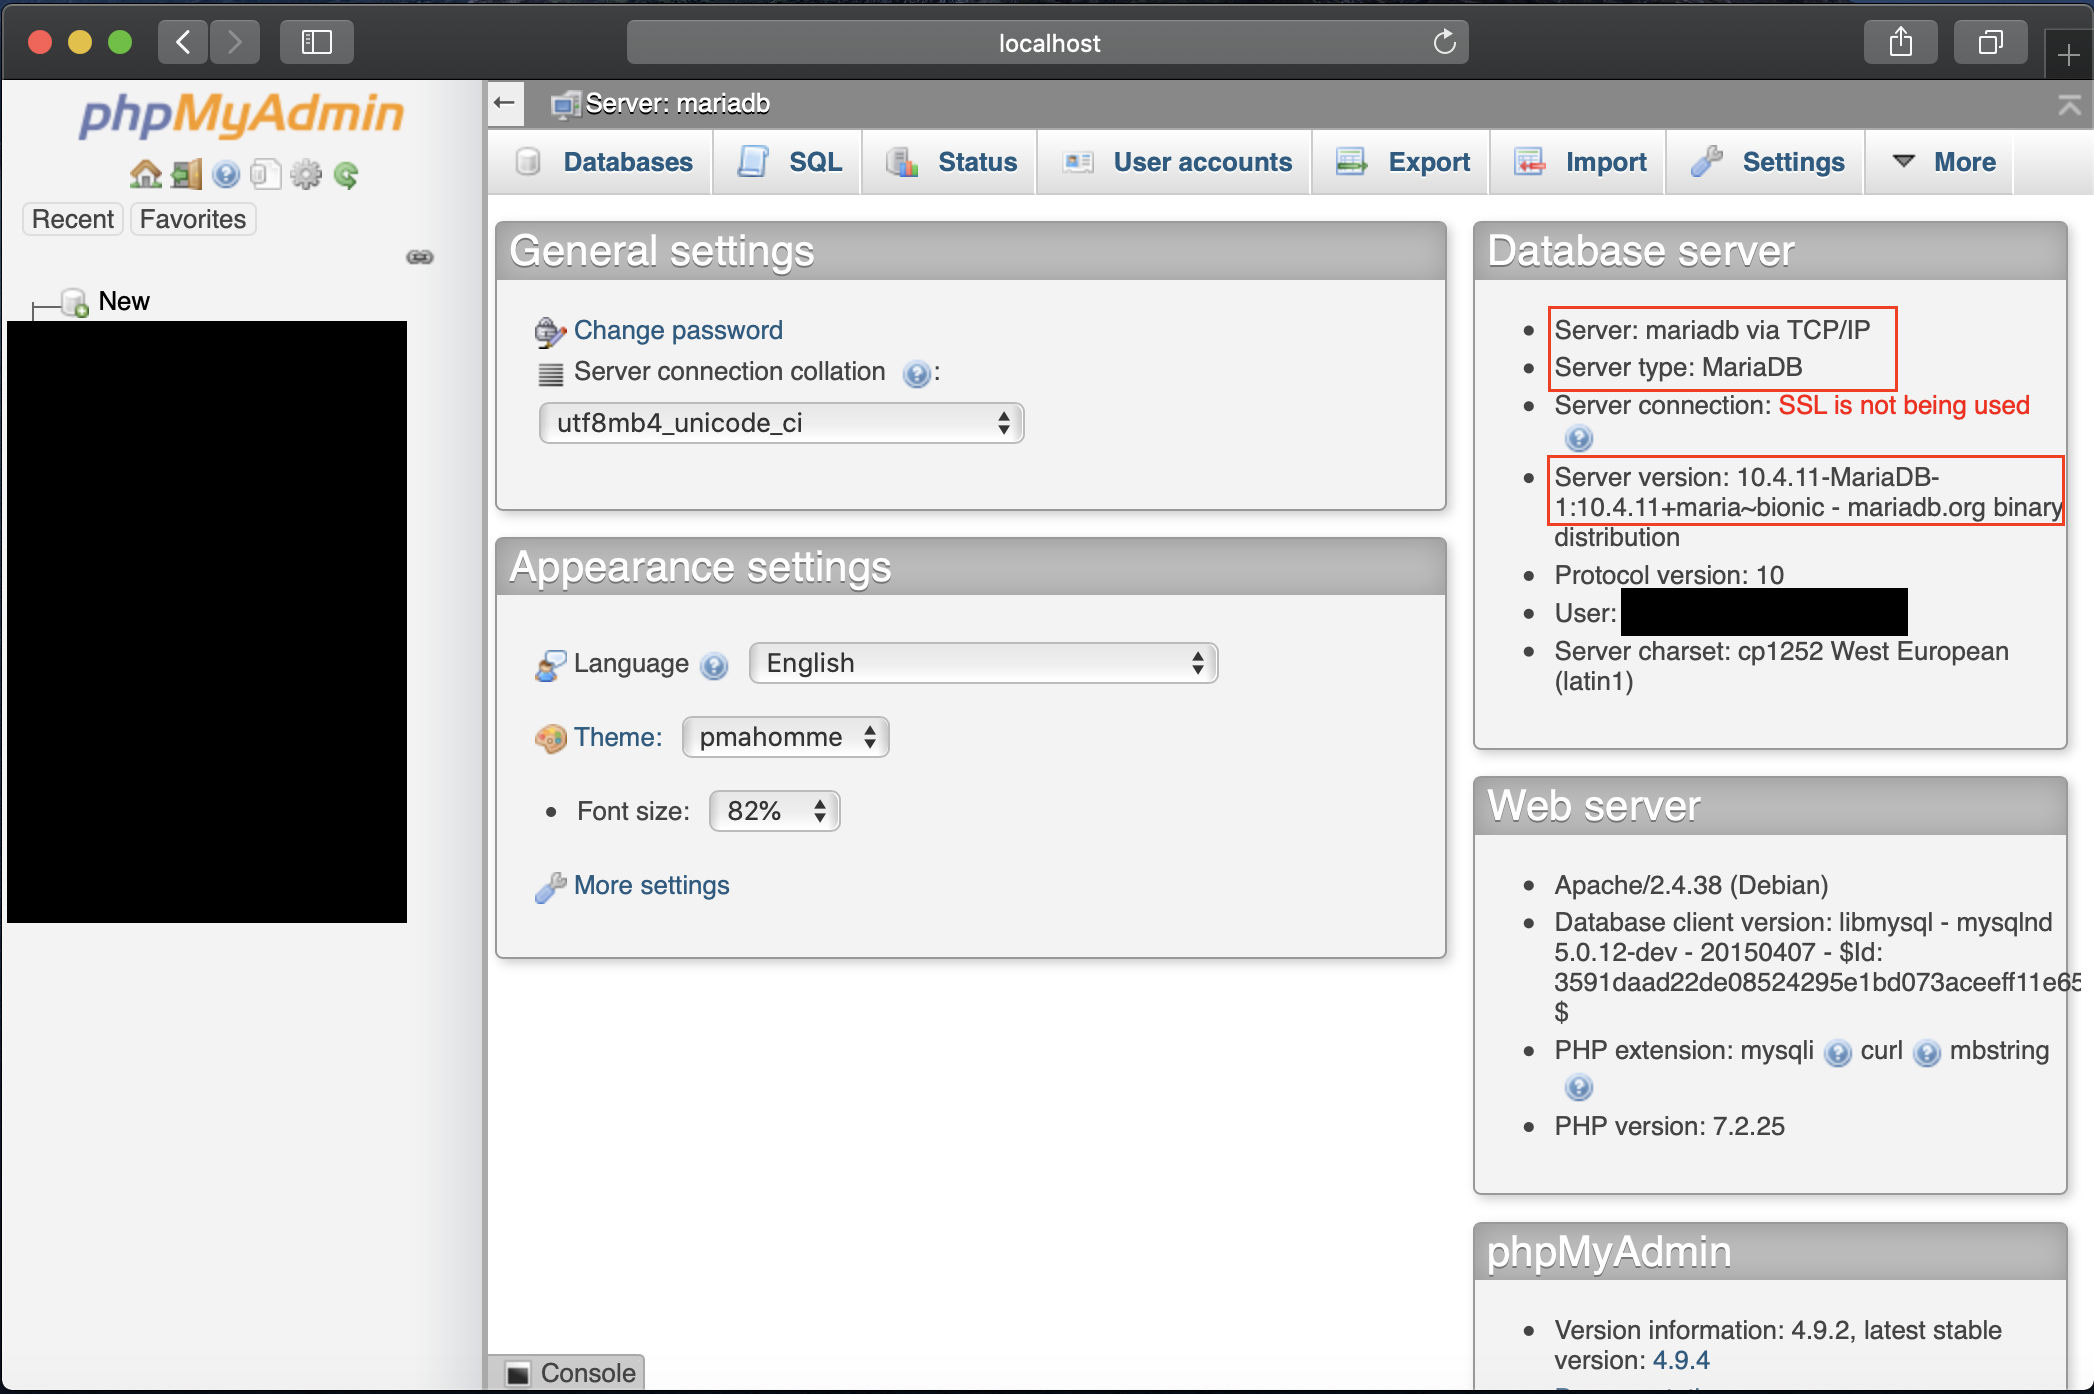 localhost
phpMyAdmin
Recent Favorites
New
Server: mariadb
Databases SQL Status User accounts Export Import Settings More
General settings
Change password
Server connection collation :
utf8mb4_unicode_ci
Appearance settings
Language English
Theme: pmahomme
Font size: 82%
More settings
Database server
Server: mariadb via TCP/IP
Server type: MariaDB
Server connection: SSL is not being used
Server version: 10.4.11-MariaDB-
1:10.4.11+maria~bionic - mariadb.org binary
distribution
Protocol version: 10
User:
Server charset: cp1252 West European
(latin1)
Web server
Apache/2.4.38 (Debian)
Database client version: libmysql - mysqlnd
5.0.12-dev - 20150407 - $Id:
3591daad22de08524295e1bd073aceeff11e65
$
PHP extension: mysqli curl mbstring
PHP version: 7.2.25
phpMyAdmin
Version information: 4.9.2, latest stable
version: 4.9.4
Console